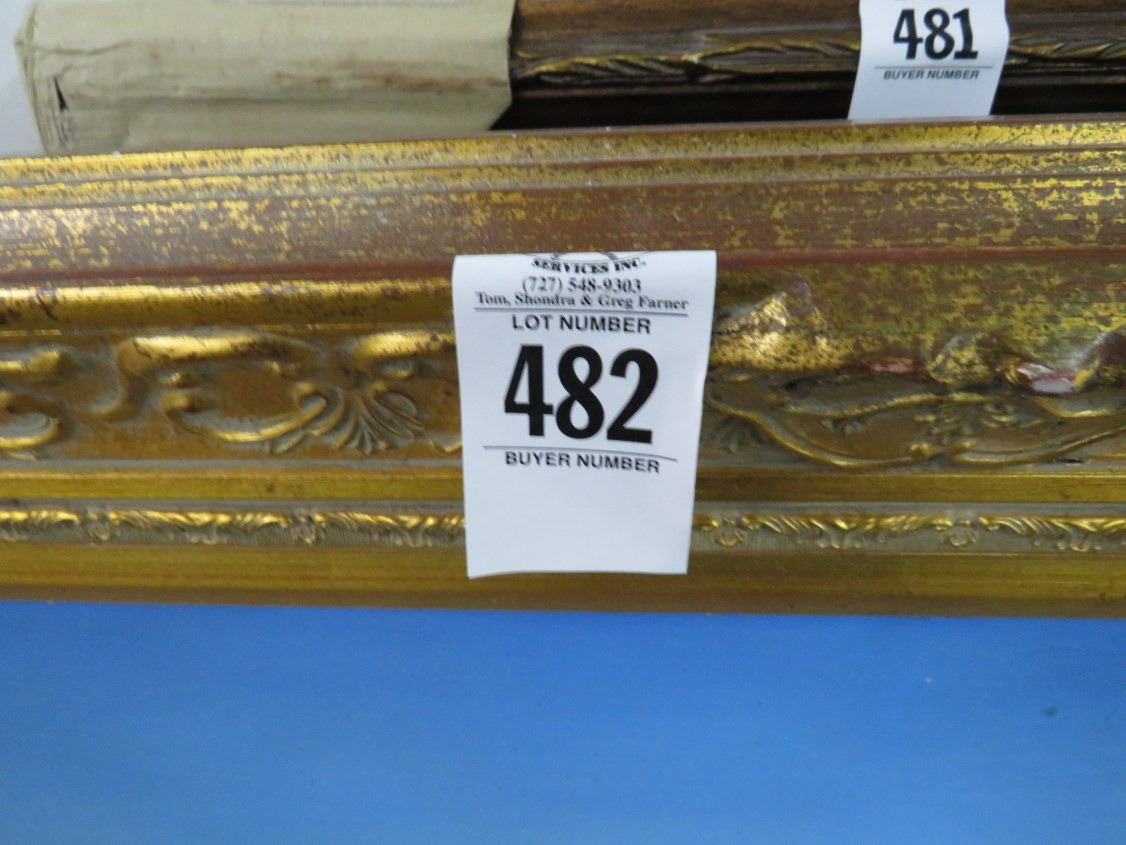 481
BUYER NUMBER
SERVICES INC.
(727) 548-9303
Tom, Shondra & Greg Farner
LOT NUMBER
482
BUYER NUMBER